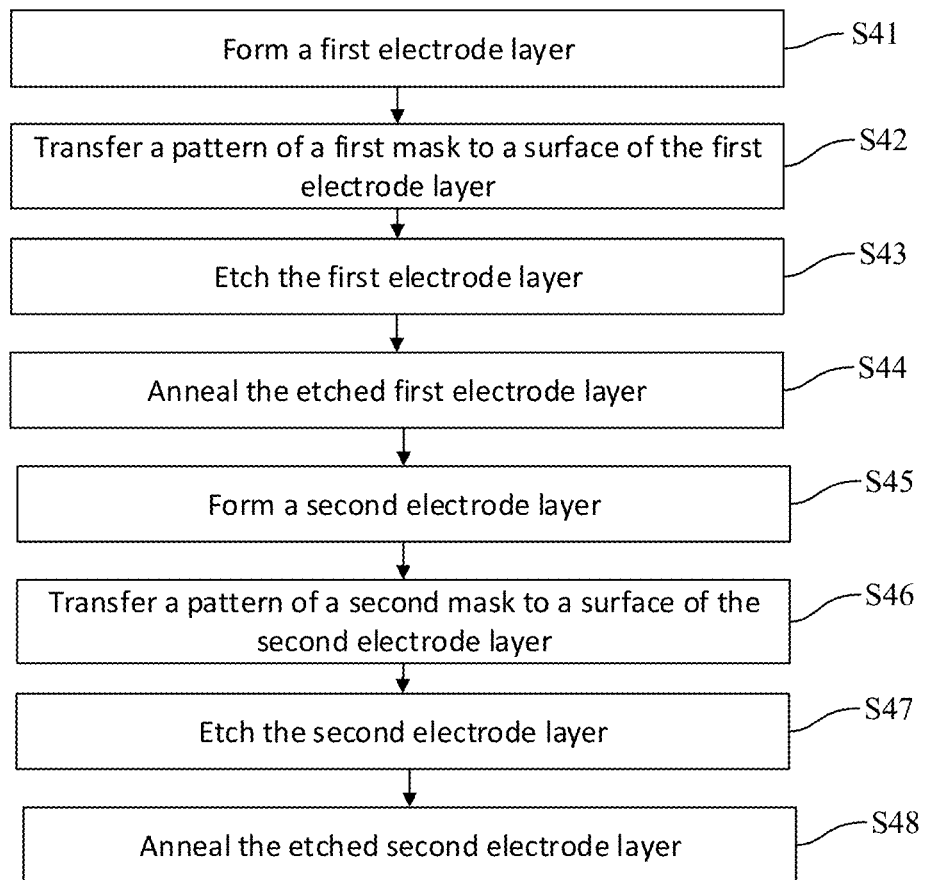 Form a first electrode layer
S41
Transfer a pattern of a first mask to a surface of the first
electrode layer
S42
Etch the first electrode layer
S43
Anneal the etched first electrode layer
S44
Form a second electrode layer
S45
Transfer a pattern of a second mask to a surface of the
second electrode layer
S46
Etch the second electrode layer
S47
Anneal the etched second electrode layer
S48